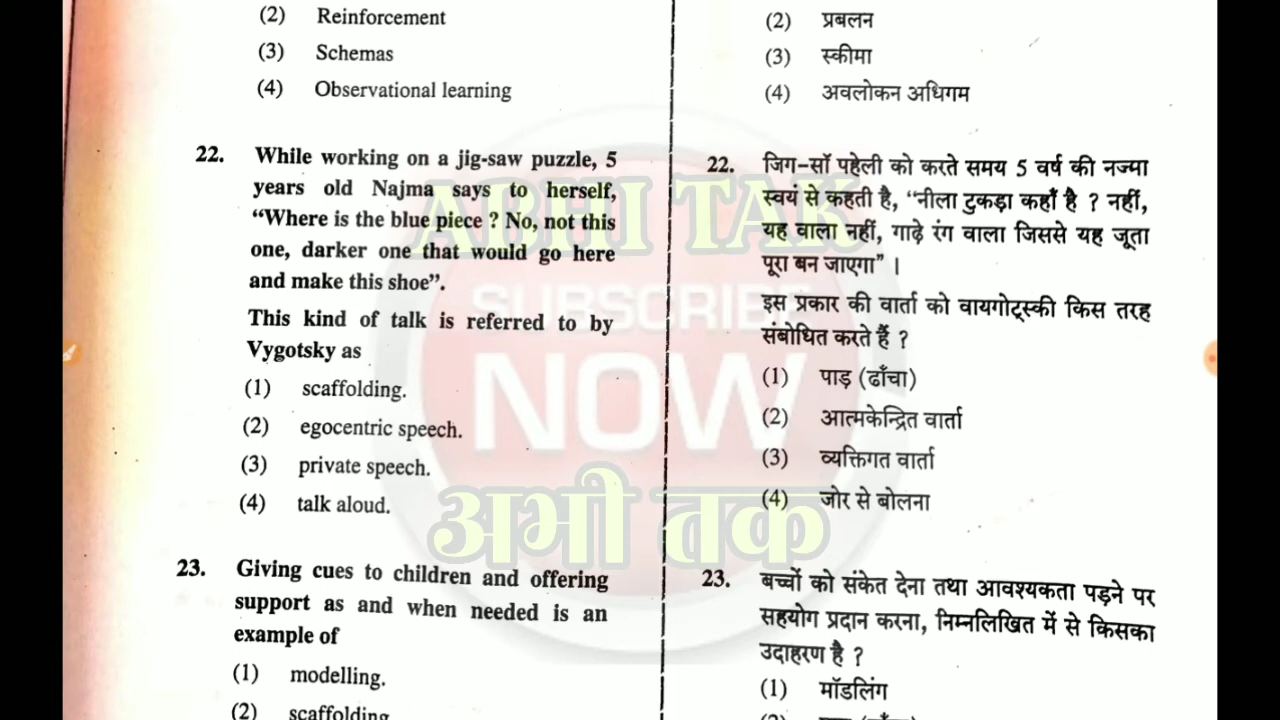 (2) Reinforcement
(3) Schemas
(4) Observational learning
22. While working on a jig-saw puzzle, 5
years old Najma says to herself,
“Where is the blue piece ? No, not this
one, darker one that would go here
and make this shoe”.
This kind of talk is referred to by
Vygotsky as
(1) scaffolding.
(2) egocentric speech.
(3) private speech.
(4) talk aloud.
23. Giving cues to children and offering
support as and when needed is an
example of
(1) modelling.
(2) scaffolding
(2) प्रबलन
(3) स्कीमा
(4) अवलोकन अधिगम
22. जिग-सॉ पहेली को करते समय 5 वर्ष की नज्मा
स्वयं से कहती है, “नीला टुकड़ा कहाँ है ? नहीं,
यह वाला नहीं, गाढ़े रंग वाला जिससे यह जूता
पूरा बन जाएगा” ।
इस प्रकार की वार्ता को वायगोट्स्की किस तरह
संबोधित करते हैं ?
(1) पाड़ (ढाँचा)
(2) आत्मकेन्द्रित वार्ता
(3) व्यक्तिगत वार्ता
(4) जोर से बोलना
23. बच्चों को संकेत देना तथा आवश्यकता पड़ने पर
सहयोग प्रदान करना, निम्नलिखित में से किसका
उदाहरण है ?
(1) मॉडलिंग
ABHI TAK
SUBSCRIBE
NOW
अभी तक